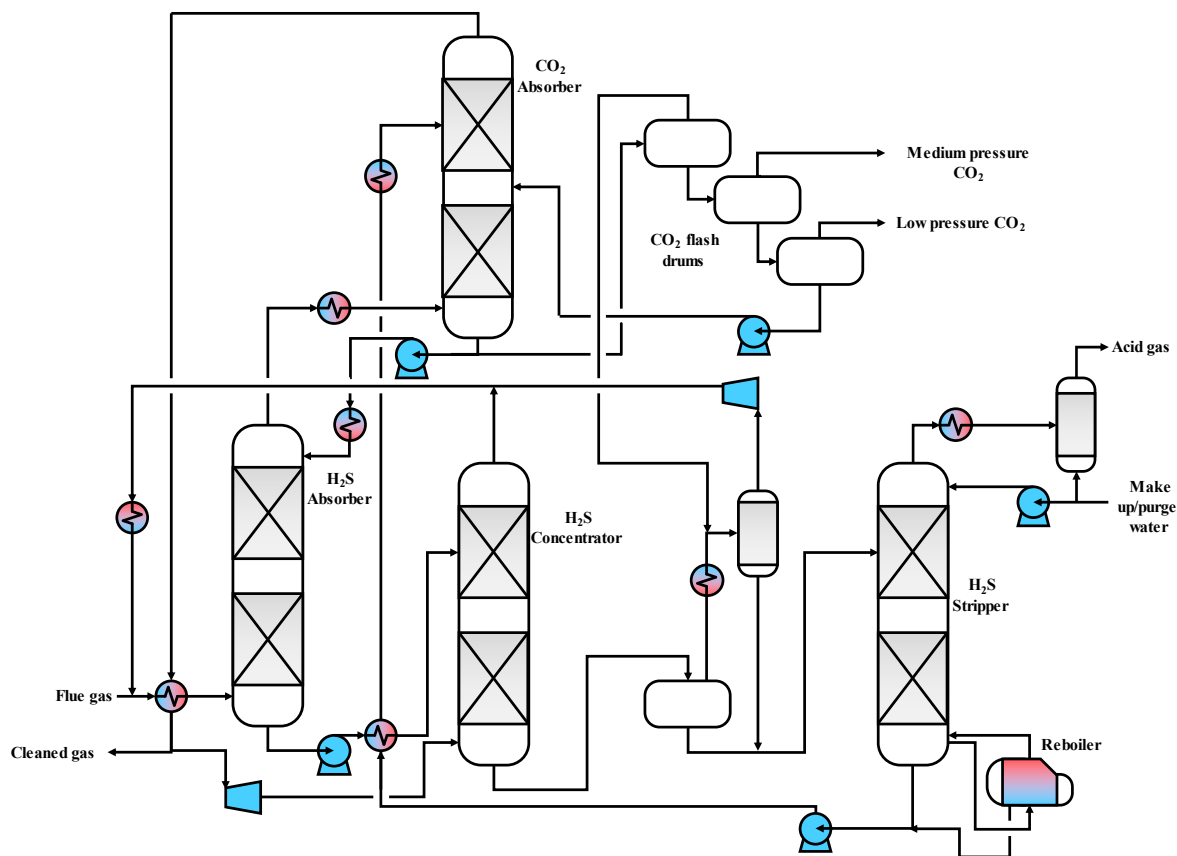 CO₂
Absorber
Medium pressure
CO₂
Low pressure CO₂
CO₂ flash
drums
Acid gas
H₂S
Absorber
H₂S
Concentrator
Make
up/purge
water
H₂S
Stripper
Flue gas
Cleaned gas
Reboiler